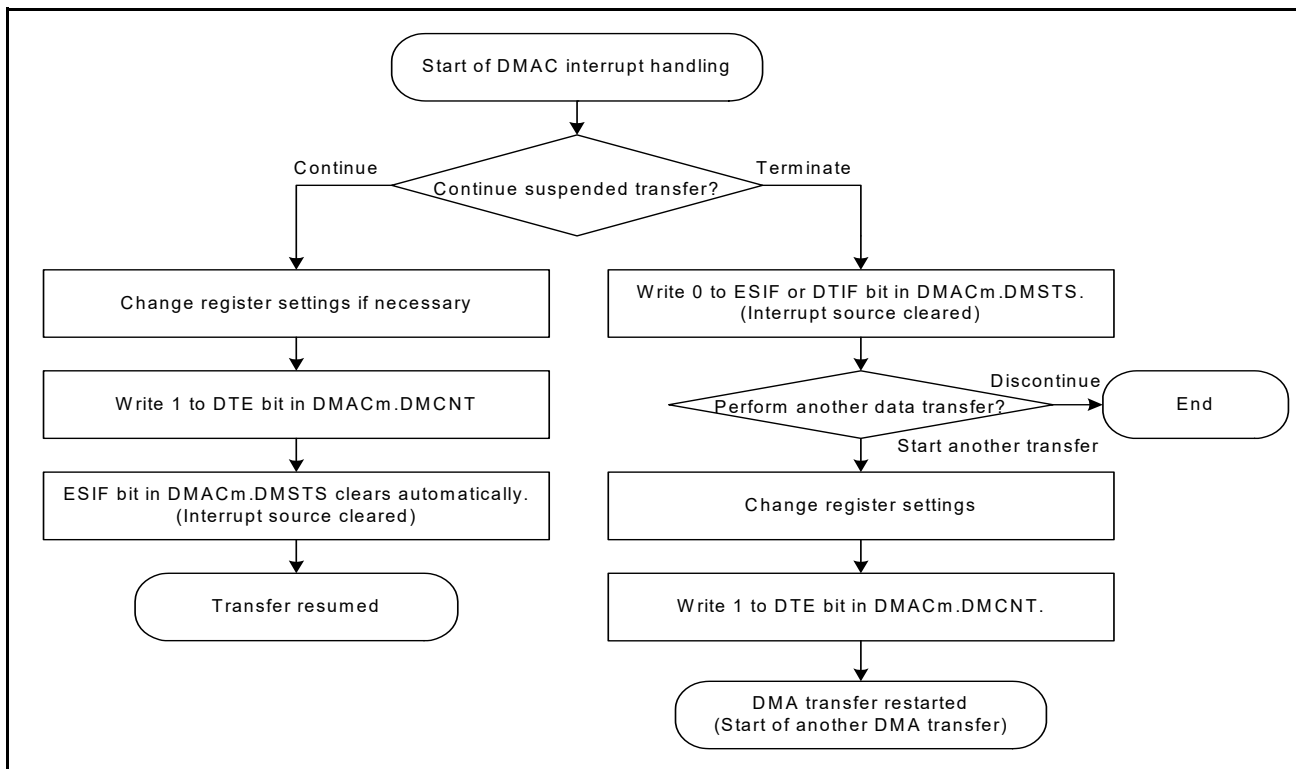 Start of DMAC interrupt handling
Continue
Terminate
Continue suspended transfer?
Change register settings if necessary
Write 0 to ESIF or DTIF bit in DMACm.DMSTS.
(Interrupt source cleared)
Write 1 to DTE bit in DMACm.DMCNT
Discontinue
Perform another data transfer?
End
Start another transfer
ESIF bit in DMACm.DMSTS clears automatically.
(Interrupt source cleared)
Change register settings
Transfer resumed
Write 1 to DTE bit in DMACm.DMCNT.
DMA transfer restarted
(Start of another DMA transfer)